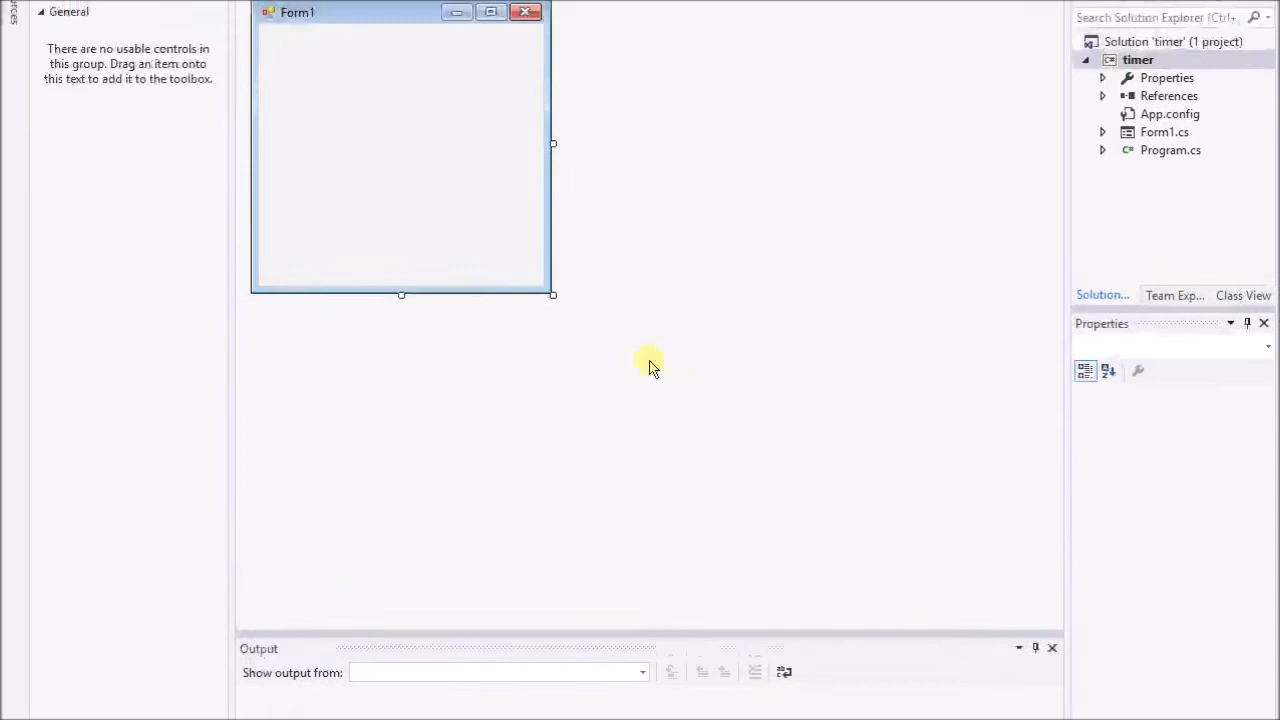 General
There are no usable controls in
this group. Drag an item onto
this text to add it to the toolbox.
Form1
Search Solution Explorer (Ctrl+
Solution 'timer' (1 project)
C# timer
Properties
References
App.config
Form1.cs
C# Program.cs
Solution... Team Exp... Class View
Properties
Output
Show output from: